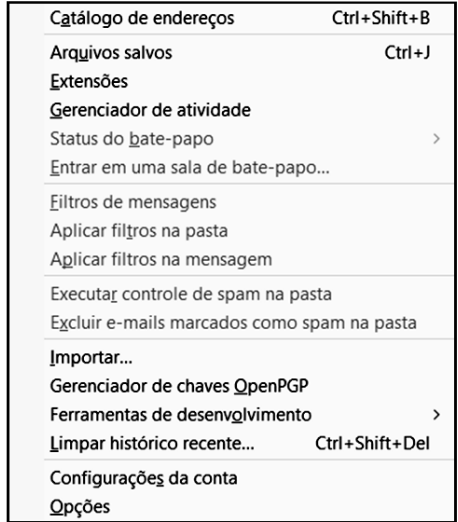 Catálogo de endereços Ctrl+Shift+B
Arquivos salvos Ctrl+J
Extensões
Gerenciador de atividade
Status do bate-papo >
Entrar em uma sala de bate-papo...
Filtros de mensagens
Aplicar filtros na pasta
Aplicar filtros na mensagem
Executar controle de spam na pasta
Excluir e-mails marcados como spam na pasta
Importar...
Gerenciador de chaves OpenPGP
Ferramentas de desenvolvimento >
Limpar histórico recente... Ctrl+Shift+Del
Configurações da conta
Opções